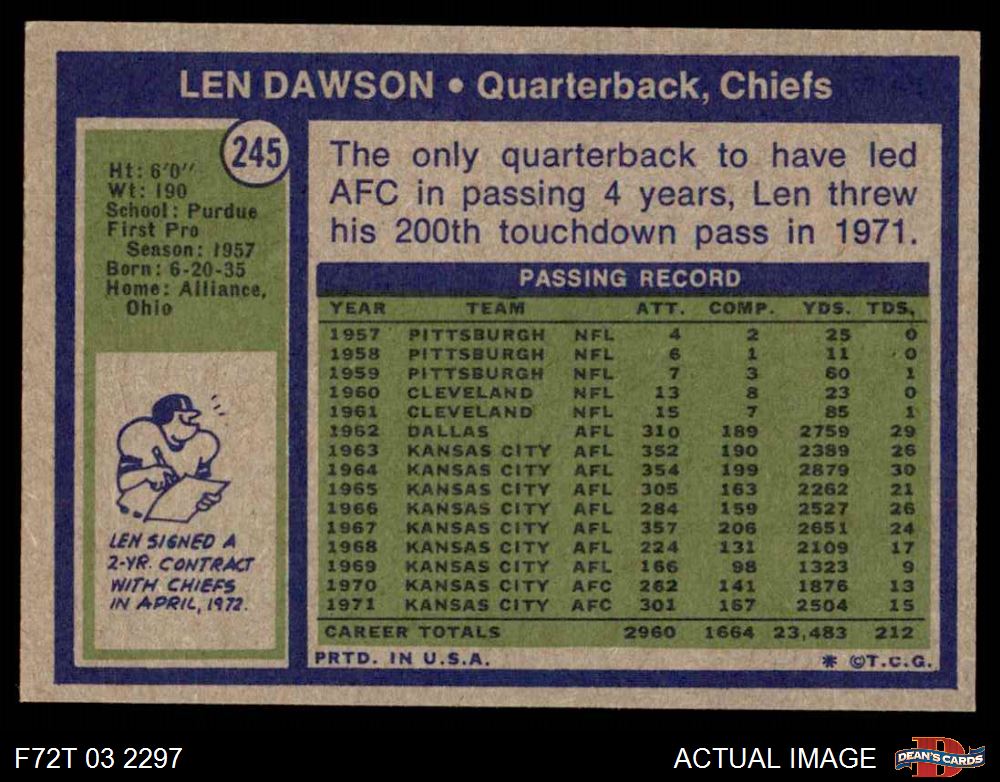 LEN DAWSON • Quarterback, Chiefs
245
Ht: 6'0"
Wt: 190
School: Purdue
First Pro
Season: 1957
Born: 6-20-35
Home: Alliance,
Ohio
LEN SIGNED A
2-YR. CONTRACT
WITH CHIEFS
IN APRIL, 1972.
The only quarterback to have led
AFC in passing 4 years, Len threw
his 200th touchdown pass in 1971.
PASSING RECORD
YEAR TEAM ATT. COMP. YDS. TDS.
1957 PITTSBURGH NFL 4 2 25 0
1958 PITTSBURGH NFL 6 1 11 0
1959 PITTSBURGH NFL 7 3 60 1
1960 CLEVELAND NFL 13 8 23 0
1961 CLEVELAND NFL 15 7 85 1
1962 DALLAS AFL 310 189 2759 29
1963 KANSAS CITY AFL 352 190 2389 26
1964 KANSAS CITY AFL 354 199 2879 30
1965 KANSAS CITY AFL 305 163 2262 21
1966 KANSAS CITY AFL 284 159 2527 26
1967 KANSAS CITY AFL 357 206 2651 24
1968 KANSAS CITY AFL 224 131 2109 17
1969 KANSAS CITY AFL 166 98 1323 9
1970 KANSAS CITY AFC 262 141 1876 13
1971 KANSAS CITY AFC 301 167 2504 15
CAREER TOTALS 2960 1664 23,483 212
PRTD. IN U.S.A. * ©T.C.G.
F72T 03 2297
ACTUAL IMAGE
D
DEAN'S CARDS